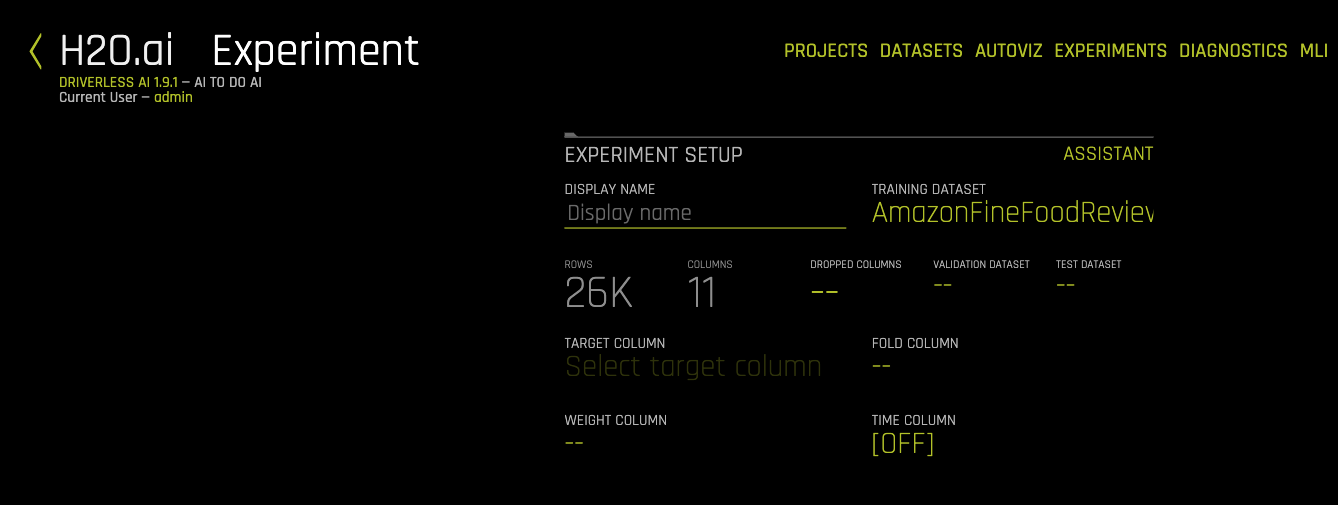 H2O.ai Experiment
DRIVERLESS AI 1.9.1 – AI TO DO AI
Current User – admin
PROJECTS DATASETS AUTOVIZ EXPERIMENTS DIAGNOSTICS MLI
EXPERIMENT SETUP ASSISTANT
DISPLAY NAME TRAINING DATASET
Display name AmazonFineFoodReview
ROWS COLUMNS DROPPED COLUMNS VALIDATION DATASET TEST DATASET
26K 11 -- -- --
TARGET COLUMN FOLD COLUMN
Select target column --
WEIGHT COLUMN TIME COLUMN
-- [OFF]